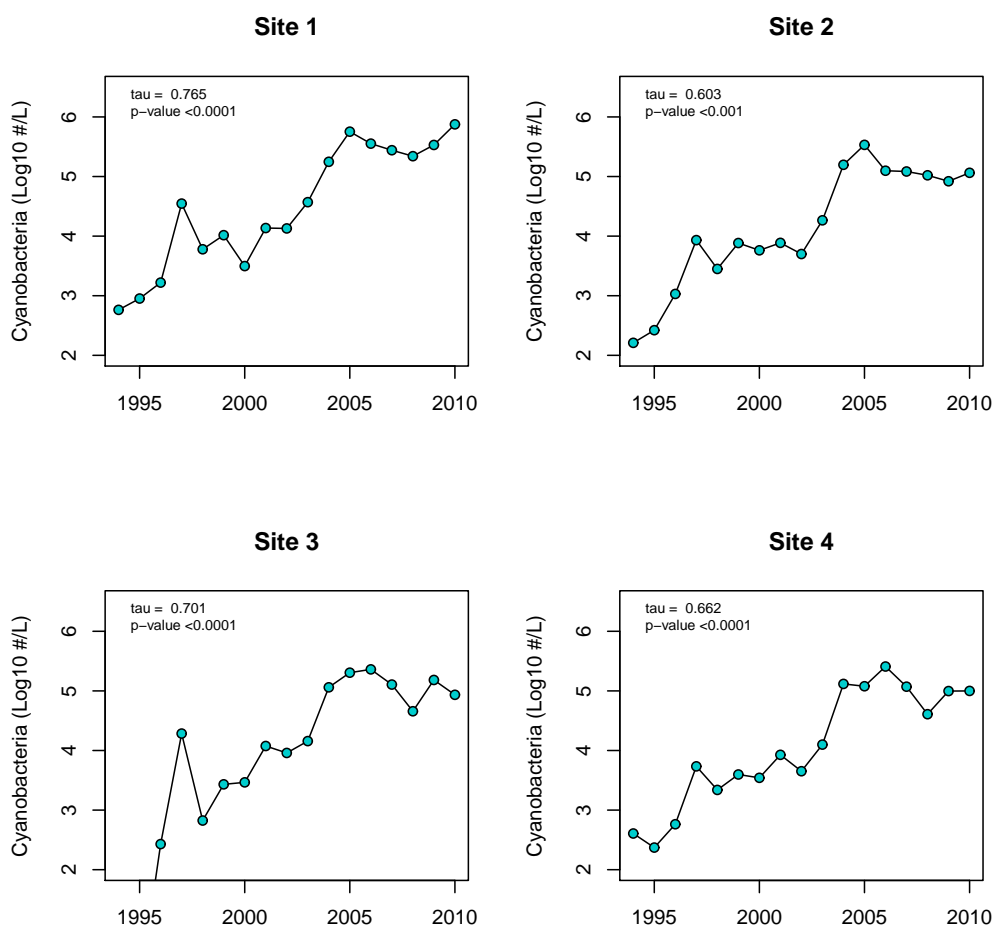 Site 1
tau =  0.765
p−value <0.0001
Cyanobacteria (Log10 #/L)
6
5
4
3
2
1995 2000 2005 2010
Site 2
tau =  0.603
p−value <0.001
Cyanobacteria (Log10 #/L)
6
5
4
3
2
1995 2000 2005 2010
Site 3
tau =  0.701
p−value <0.0001
Cyanobacteria (Log10 #/L)
6
5
4
3
2
1995 2000 2005 2010
Site 4
tau =  0.662
p−value <0.0001
Cyanobacteria (Log10 #/L)
6
5
4
3
2
1995 2000 2005 2010